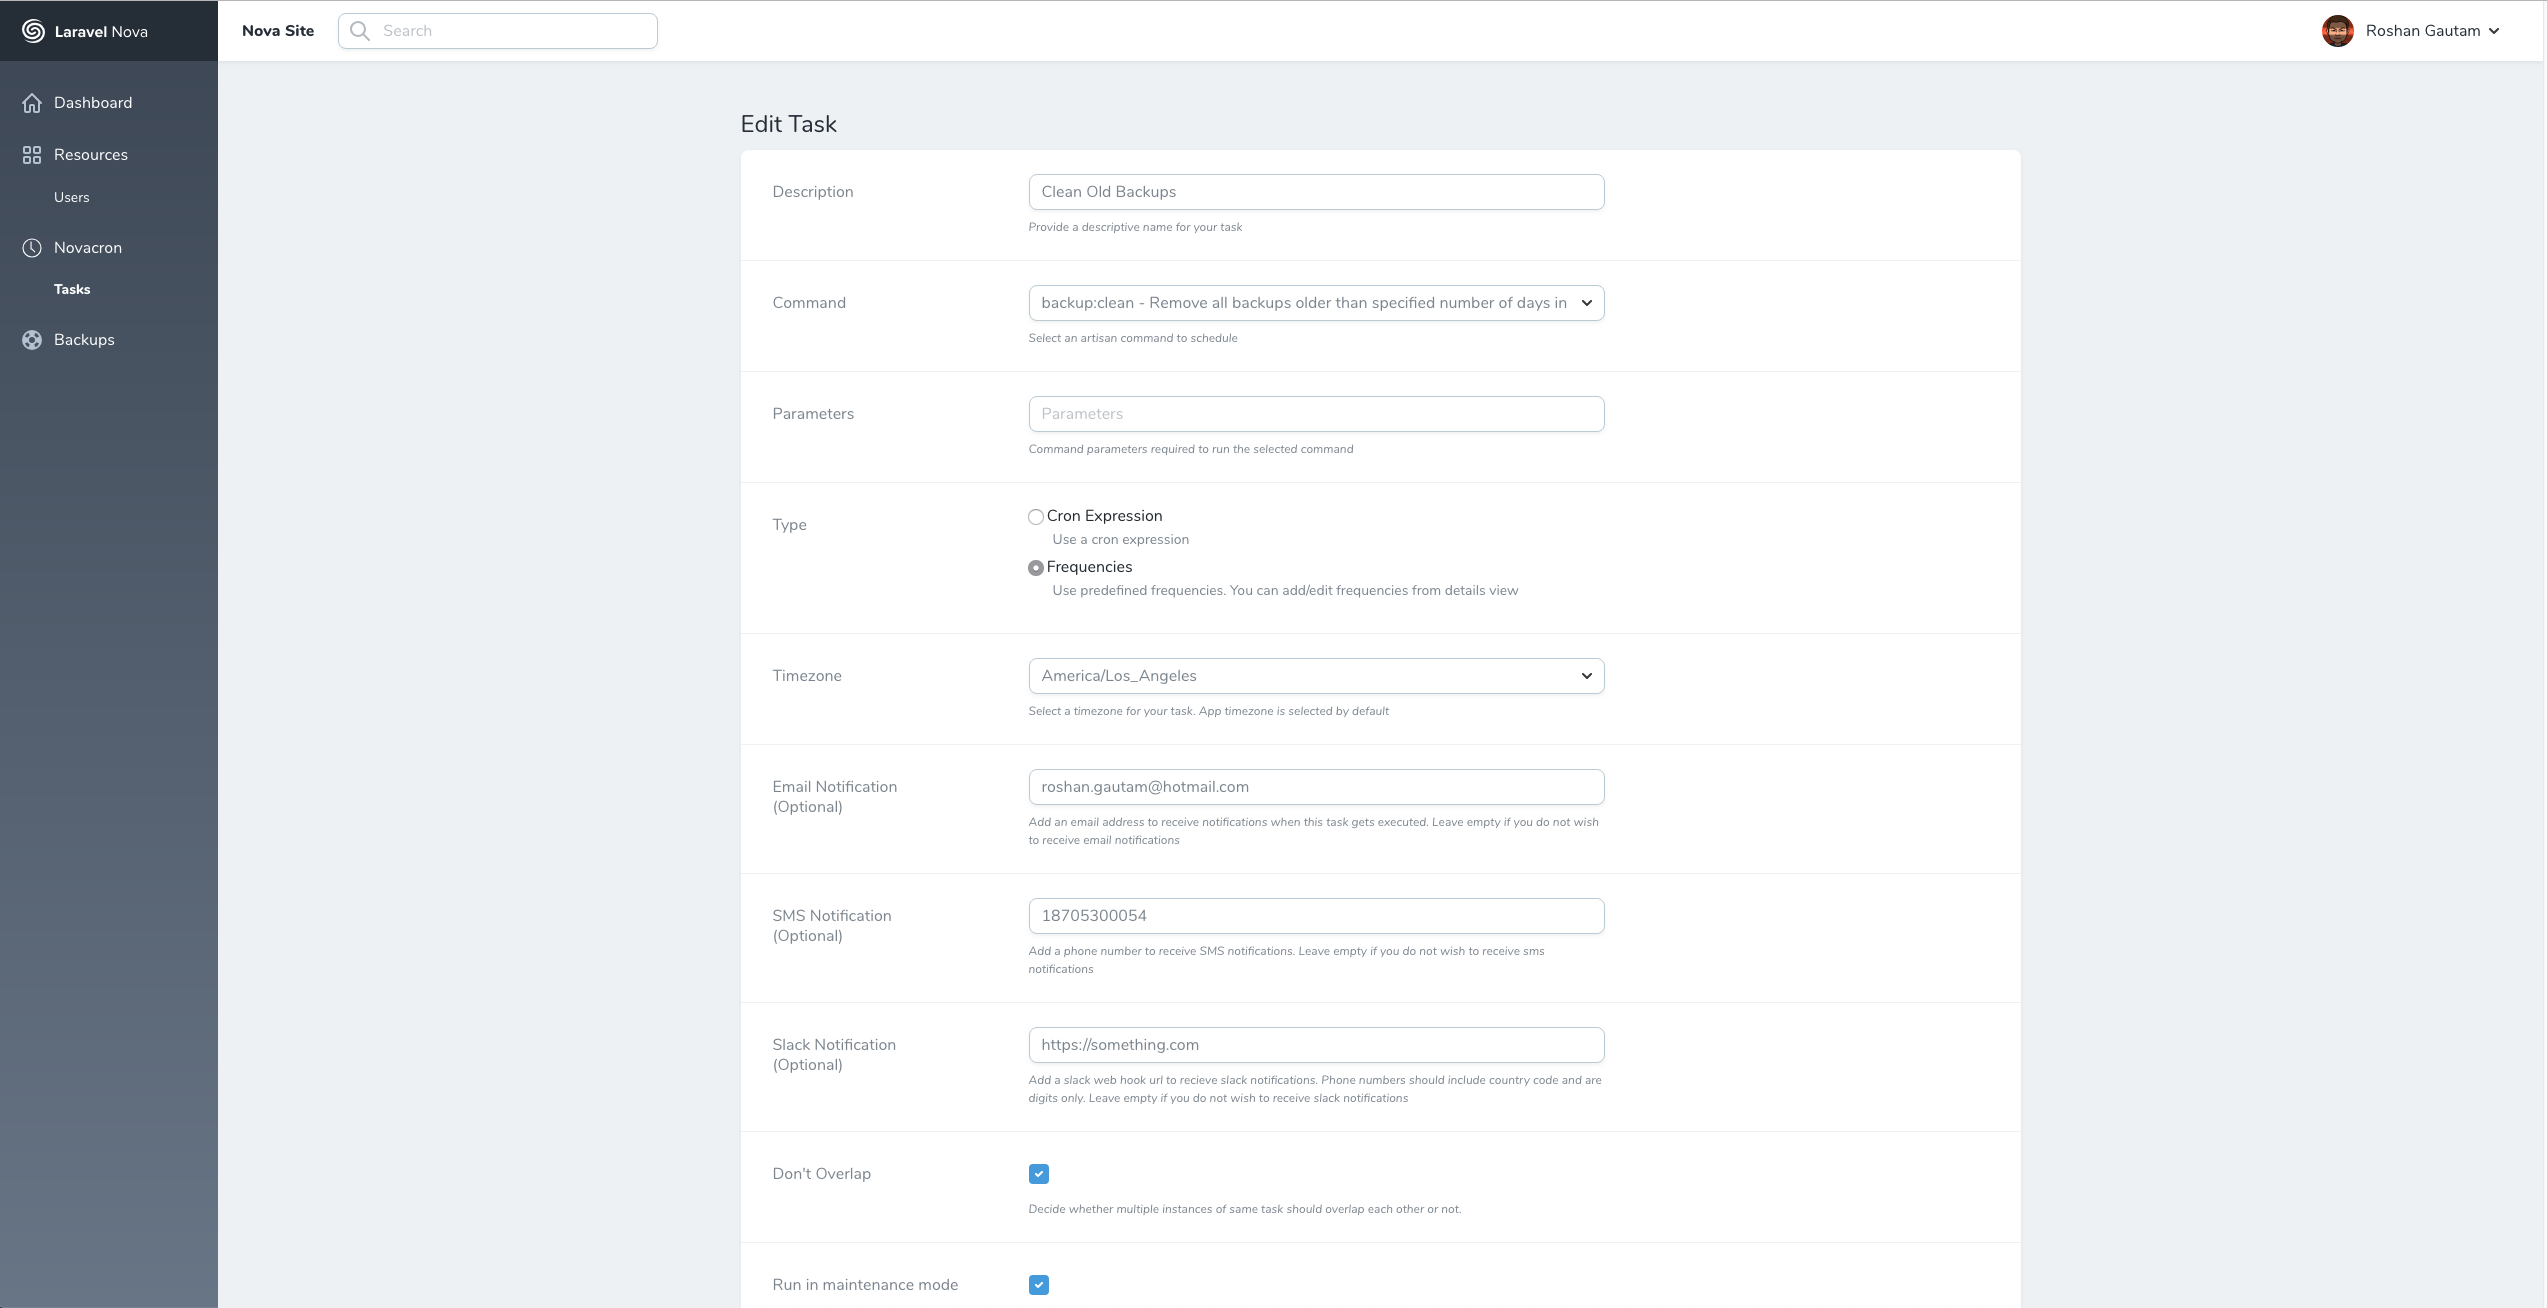 Laravel Nova
Nova Site
Search
Roshan Gautam
Dashboard
Resources
Users
Novacron
Tasks
Backups
Edit Task
Description
Clean Old Backups
Provide a descriptive name for your task
Command
backup:clean - Remove all backups older than specified number of days in
Select an artisan command to schedule
Parameters
Parameters
Command parameters required to run the selected command
Type
Cron Expression
Use a cron expression
Frequencies
Use predefined frequencies. You can add/edit frequencies from details view
Timezone
America/Los_Angeles
Select a timezone for your task. App timezone is selected by default
Email Notification
(Optional)
roshan.gautam@hotmail.com
Add an email address to receive notifications when this task gets executed. Leave empty if you do not wish
to receive email notifications
SMS Notification
(Optional)
18705300054
Add a phone number to receive SMS notifications. Leave empty if you do not wish to receive sms
notifications
Slack Notification
(Optional)
https://something.com
Add a slack web hook url to recieve slack notifications. Phone numbers should include country code and are
digits only. Leave empty if you do not wish to receive slack notifications
Don't Overlap
Decide whether multiple instances of same task should overlap each other or not.
Run in maintenance mode